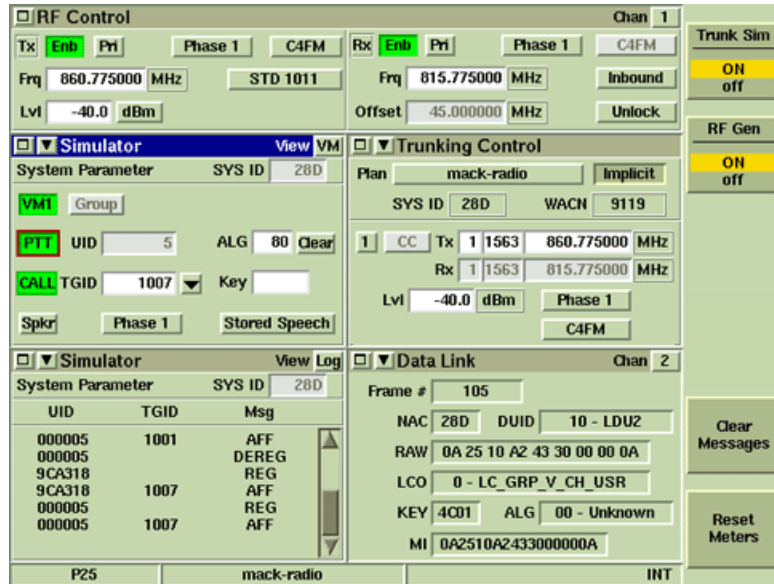 RF Control Chan 1
Tx Enb Pri Phase 1 C4FM
Frq 860.775000 MHz STD 1011
Lvl -40.0 dBm
Rx Enb Pri Phase 1 C4FM
Frq 815.775000 MHz Inbound
Offset 45.000000 MHz Unlock
Simulator View VM
System Parameter SYS ID 28D
VM1 Group
PTT UID 5 ALG 80 Clear
CALL TGID 1007 Key
Spkr Phase 1 Stored Speech
Trunking Control
Plan mack-radio Implicit
SYS ID 28D WACN 9119
1 CC Tx 1 1563 860.775000 MHz
Rx 1 1563 815.775000 MHz
Lvl -40.0 dBm Phase 1
C4FM
Simulator View Log
System Parameter SYS ID 28D
UID TGID Msg
000005 1001 AFF
000005 DEREG
9CA318 REG
9CA318 1007 AFF
000005 REG
000005 1007 AFF
Data Link Chan 2
Frame # 105
NAC 28D DUID 10 - LDU2
RAW 0A 25 10 A2 43 30 00 00 0A
LCO 0 - LC_GRP_V_CH_USR
KEY 4C01 ALG 00 - Unknown
MI 0A2510A2433000000A
Trunk Sim
ON
off
RF Gen
ON
off
Clear
Messages
Reset
Meters
P25 mack-radio INT